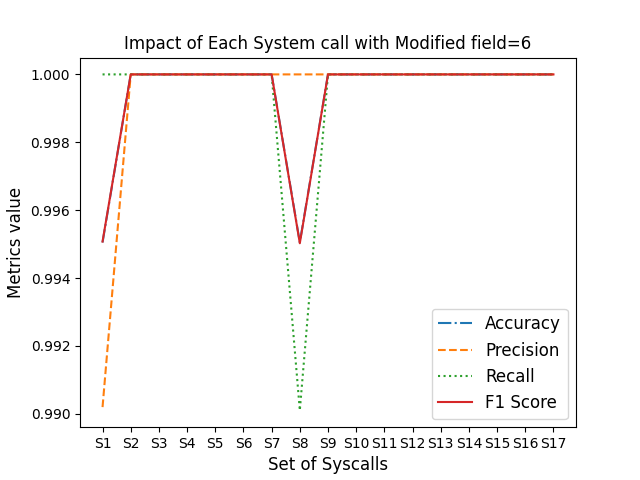 Impact of Each System call with Modified field=6
Metrics value
1.000
0.998
0.996
0.994
0.992
0.990
Accuracy
Precision
Recall
F1 Score
S1 S2 S3 S4 S5 S6 S7 S8 S9 S10 S11 S12 S13 S14 S15 S16 S17
Set of Syscalls